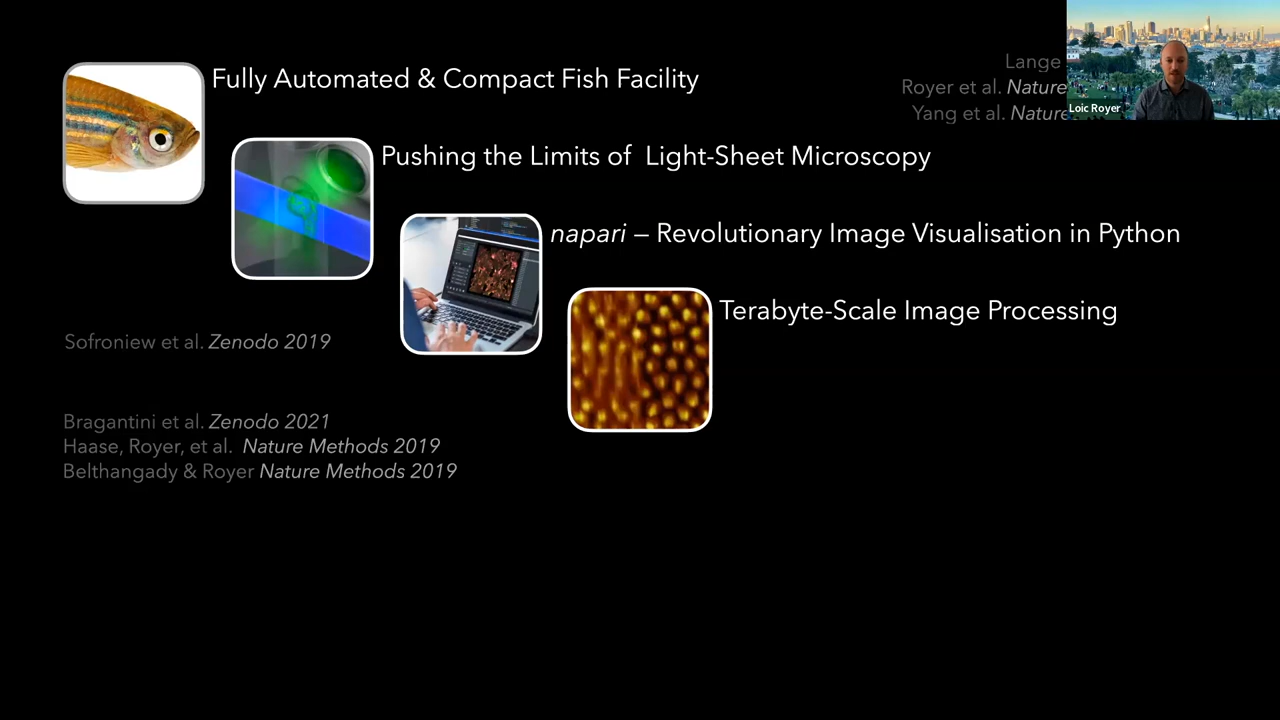 Fully Automated & Compact Fish Facility
Lange
Royer et al. Nature
Yang et al. Nature
Loic Royer
Pushing the Limits of Light-Sheet Microscopy
napari – Revolutionary Image Visualisation in Python
Terabyte-Scale Image Processing
Sofroniew et al. Zenodo 2019
Bragantini et al. Zenodo 2021
Haase, Royer, et al. Nature Methods 2019
Belthangady & Royer Nature Methods 2019